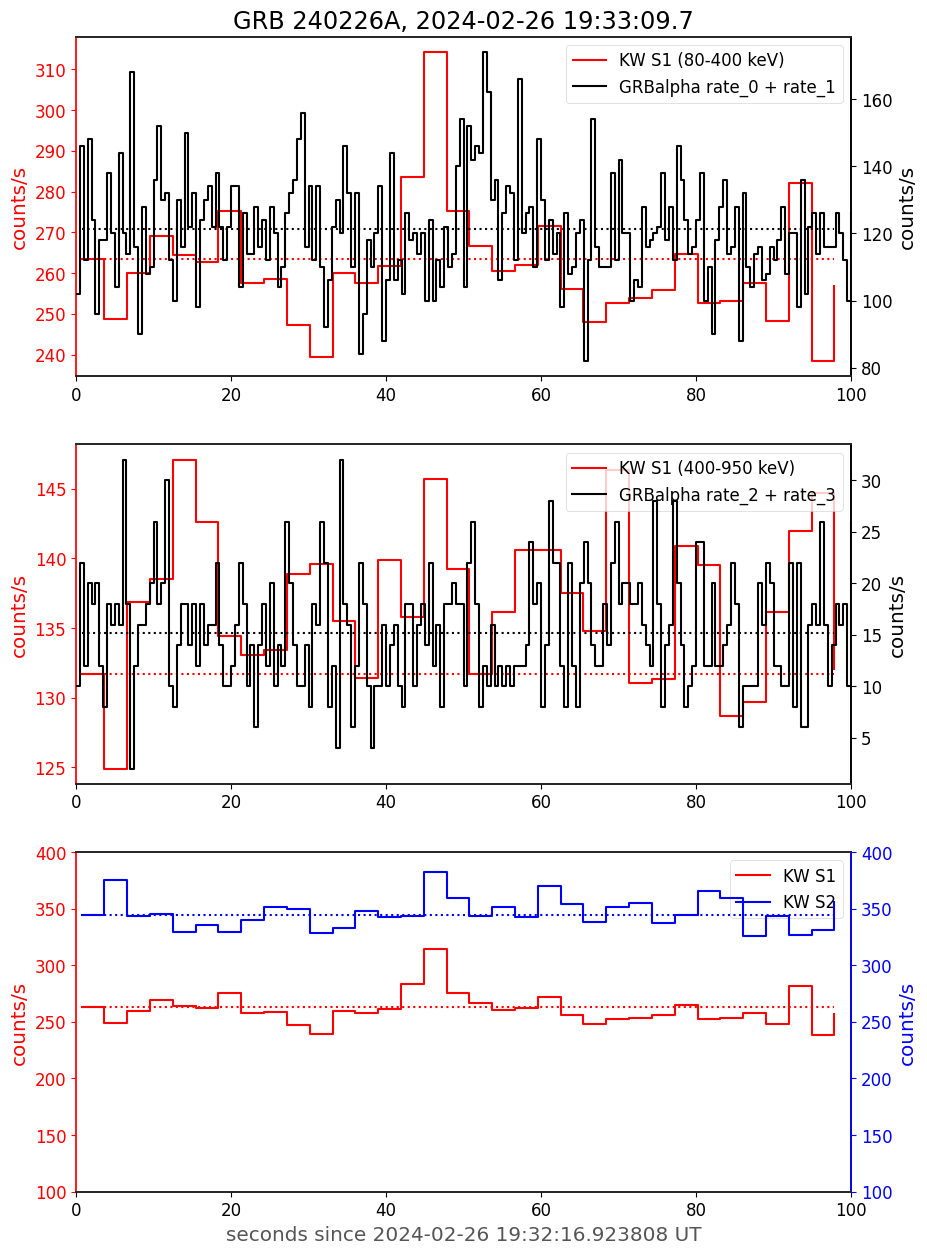 GRB 240226A, 2024-02-26 19:33:09.7
KW S1 (80-400 keV)
GRBalpha rate_0 + rate_1
counts/s
310
300
290
280
270
260
250
240
160
140
120
100
80
counts/s
0 20 40 60 80 100
KW S1 (400-950 keV)
GRBalpha rate_2 + rate_3
counts/s
145
140
135
130
125
30
25
20
15
10
5
counts/s
0 20 40 60 80 100
KW S1
KW S2
counts/s
400
350
300
250
200
150
100
400
350
300
250
200
150
100
counts/s
0 20 40 60 80 100
seconds since 2024-02-26 19:32:16.923808 UT